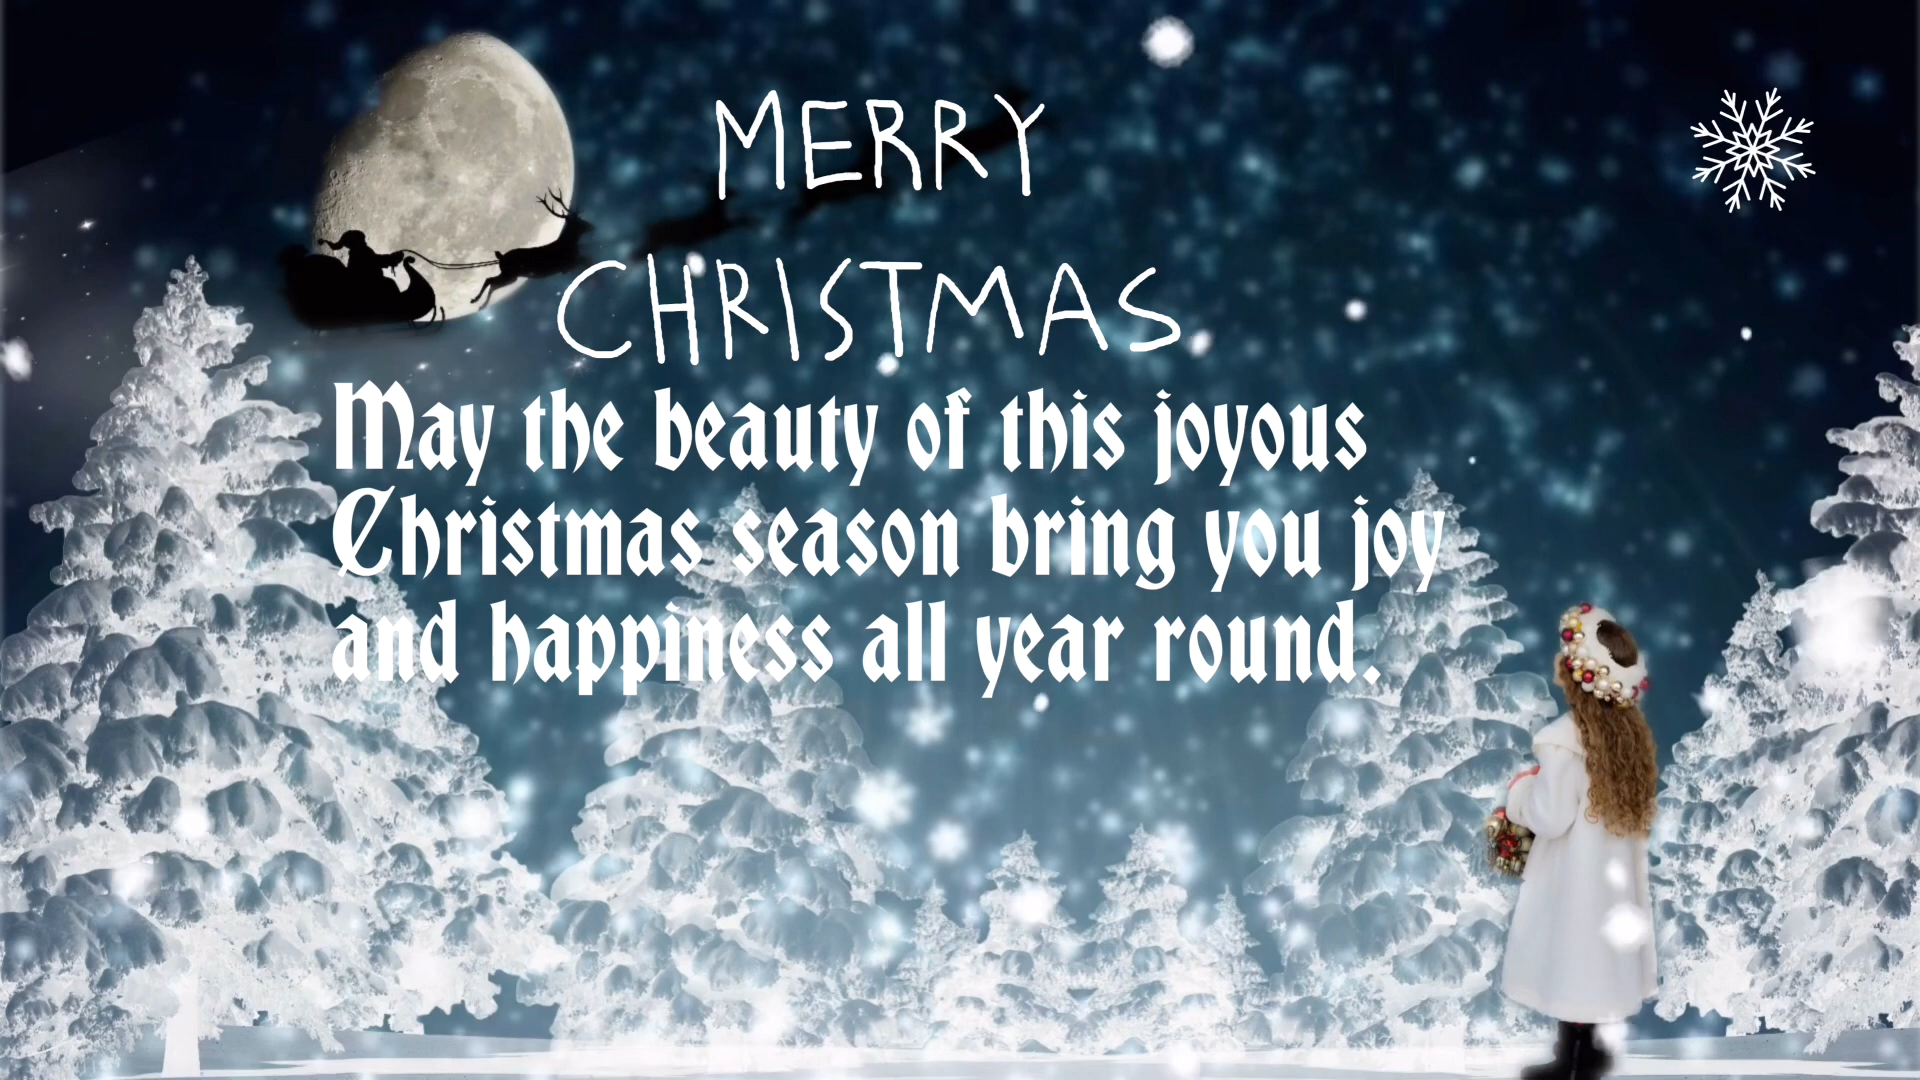 MERRY
CHRISTMAS
May the beauty of this joyous
Christmas season bring you joy
and happiness all year round.